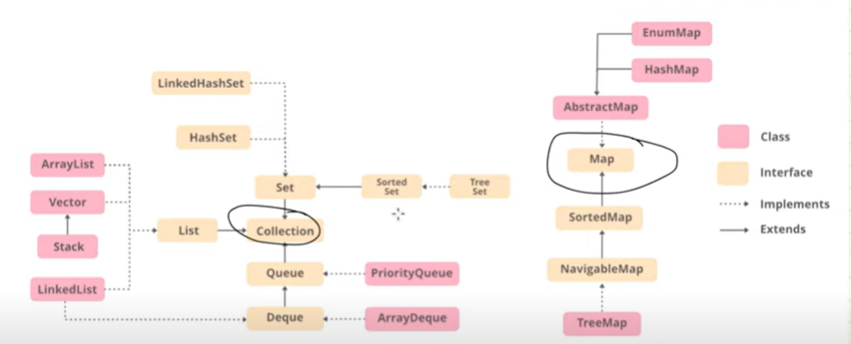 EnumMap
HashMap
AbstractMap
Map
SortedMap
NavigableMap
TreeMap
LinkedHashSet
HashSet
Set
Sorted
Set
Tree
Set
ArrayList
Vector
Stack
LinkedList
List
Collection
Queue
PriorityQueue
Deque
ArrayDeque
Class
Interface
Implements
Extends